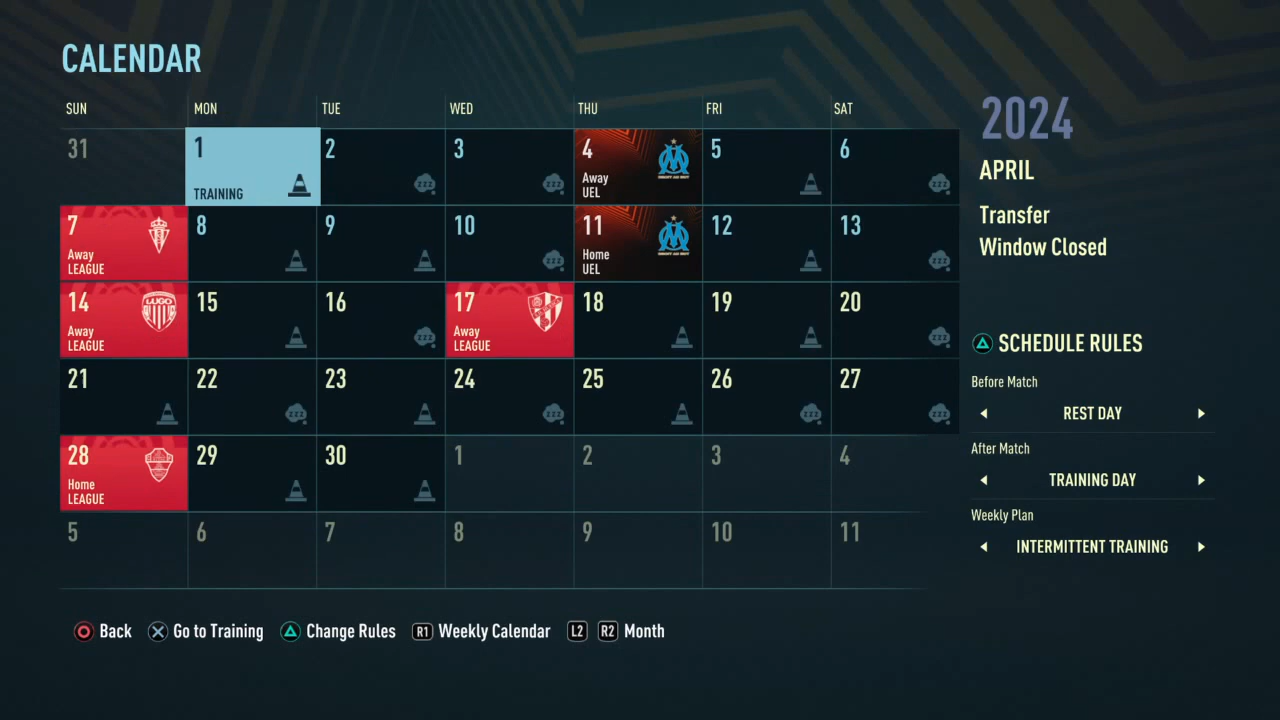 CALENDAR
SUN MON TUE WED THU FRI SAT
31 1 2 3 4 5 6
TRAINING
Away
UEL
7 8 9 10 11 12 13
Away
LEAGUE
Home
UEL
14 15 16 17 18 19 20
LUGO
Away
LEAGUE
Away
LEAGUE
21 22 23 24 25 26 27
28 29 30 1 2 3 4
Home
LEAGUE
5 6 7 8 9 10 11
2024
APRIL
Transfer
Window Closed
SCHEDULE RULES
Before Match
REST DAY
After Match
TRAINING DAY
Weekly Plan
INTERMITTENT TRAINING
Back Go to Training Change Rules R1 Weekly Calendar L2 R2 Month